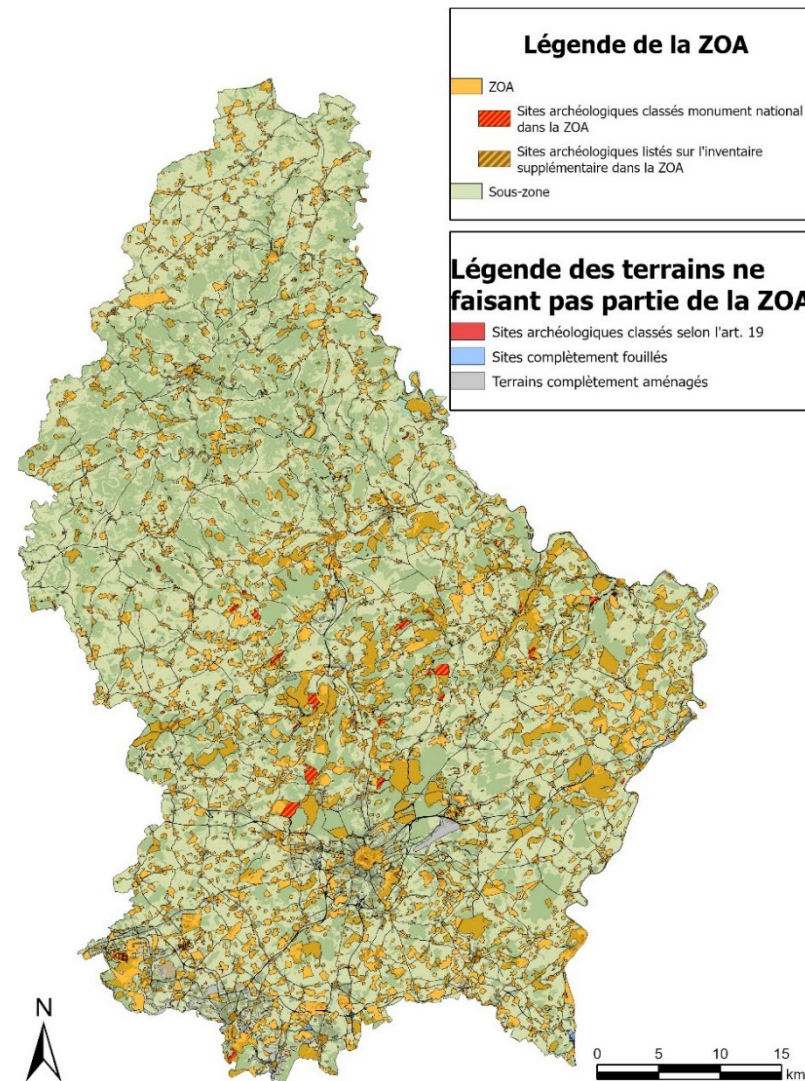 Légende de la ZOA
ZOA
Sites archéologiques classés monument national
dans la ZOA
Sites archéologiques listés sur l'inventaire
supplémentaire dans la ZOA
Sous-zone
Légende des terrains ne
faisant pas partie de la ZOA
Sites archéologiques classés selon l'art. 19
Sites complètement fouillés
Terrains complètement aménagés
N
0 5 10 15
km